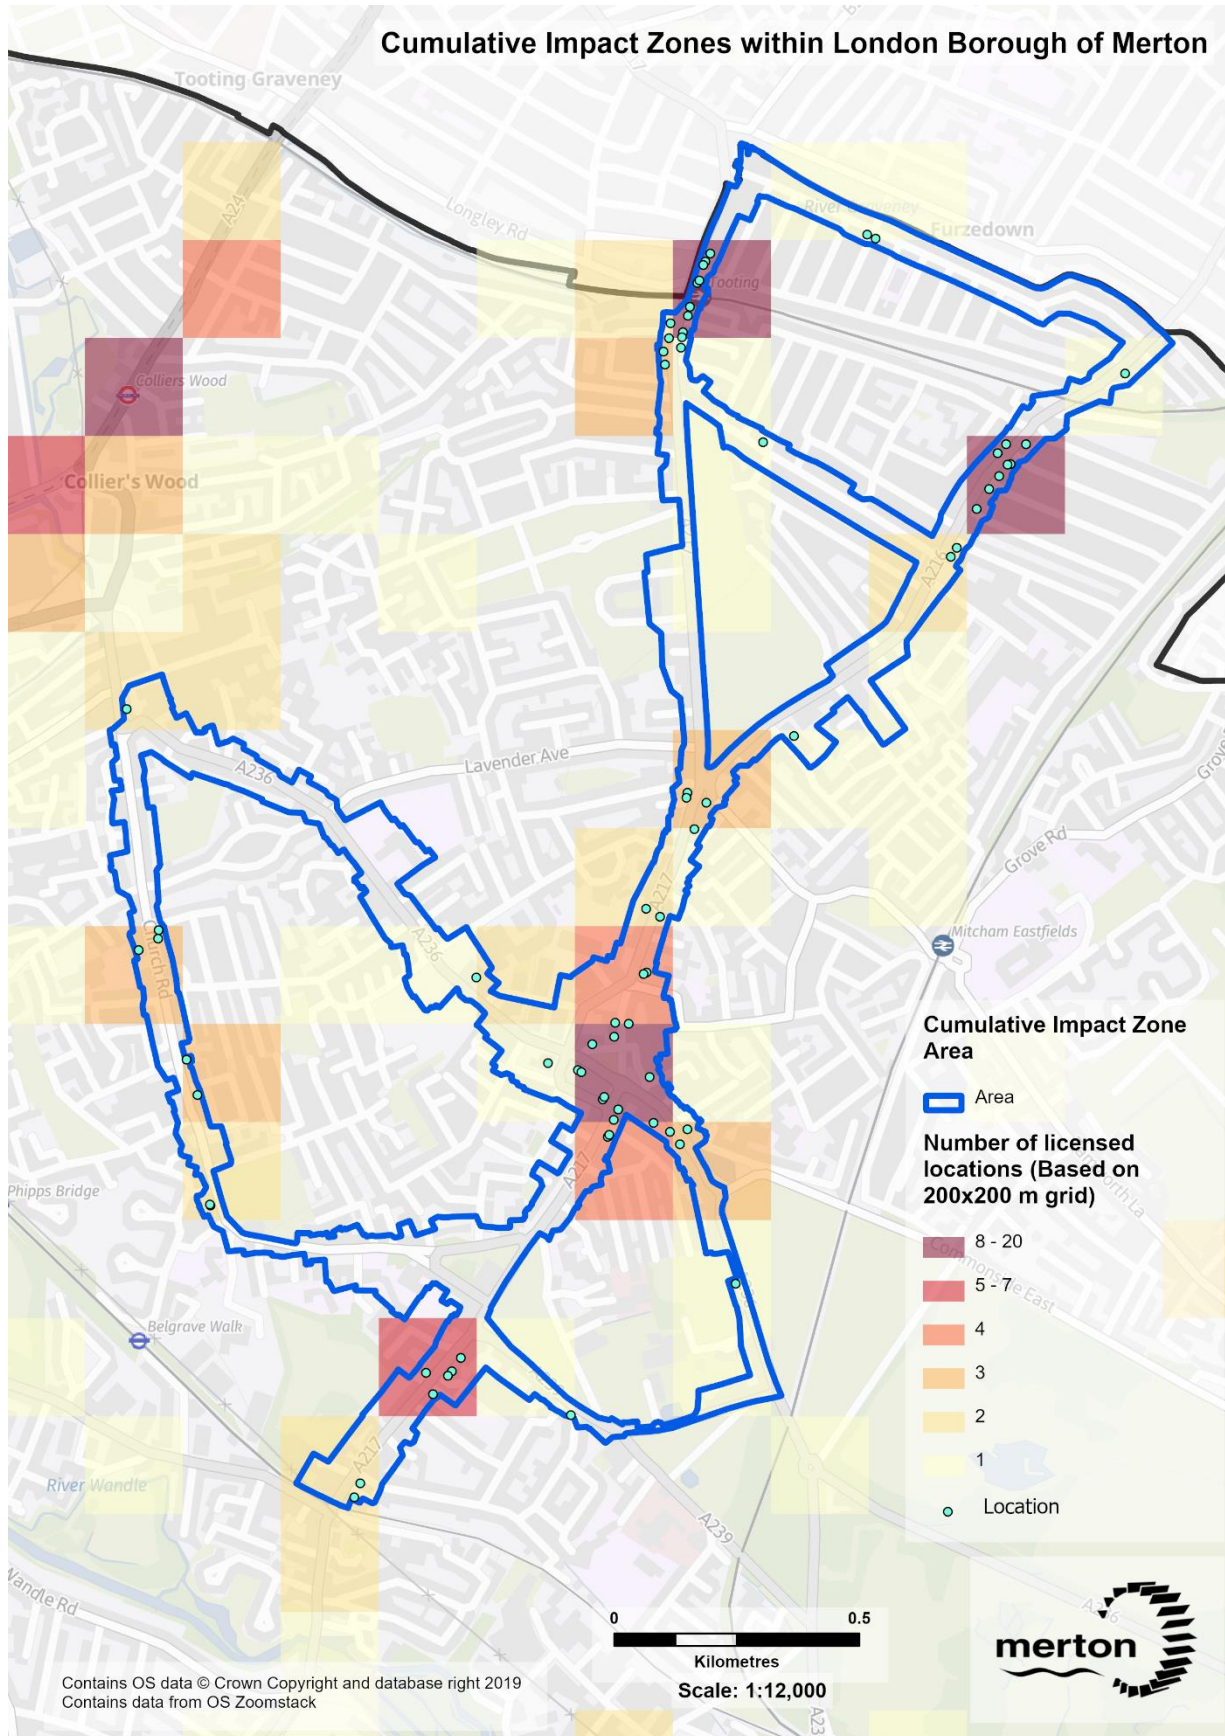 Cumulative Impact Zones within London Borough of Merton
Tooting Graveney
A24
Longley Rd
River Graveney
Furzedown
Tooting
Colliers Wood
Collier's Wood
A216
A236
Lavender Ave
Grove Rd
A217
Church Rd
A236
Mitcham Eastfields
A217
Phipps Bridge
Commonside East
Belgrave Walk
A217
River Wandle
A239
Wandle Rd
Cumulative Impact Zone
Area
Area
Number of licensed
locations (Based on
200x200 m grid)
8 - 20
5 - 7
4
3
2
1
Location
0
0.5
Kilometres
Scale: 1:12,000
merton
Contains OS data © Crown Copyright and database right 2019
Contains data from OS Zoomstack